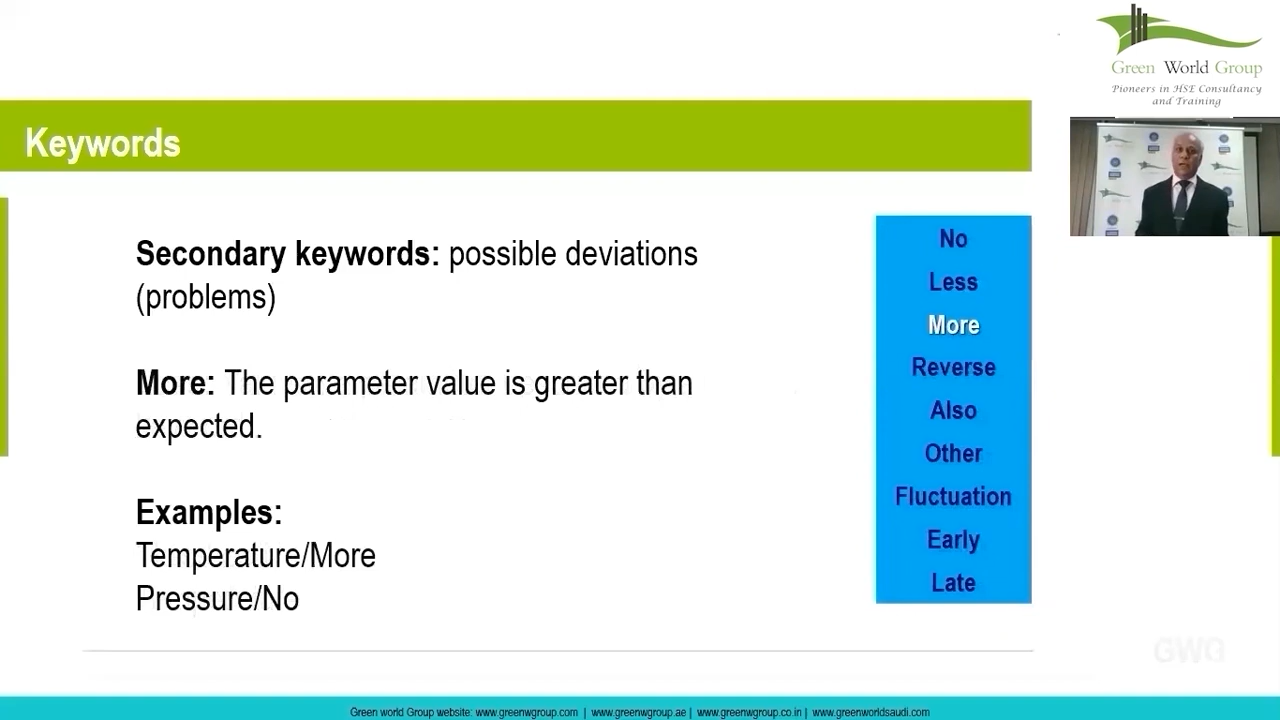 Green World Group
Pioneers in HSE Consultancy
and Training
Keywords
Secondary keywords: possible deviations
(problems)
More: The parameter value is greater than
expected.
Examples:
Temperature/More
Pressure/No
No
Less
More
Reverse
Also
Other
Fluctuation
Early
Late
GWG
Green world Group website: www.greenwgroup.com | www.greenwgroup.ae | www.greenwgroup.co.in | www.greenworldsaudi.com